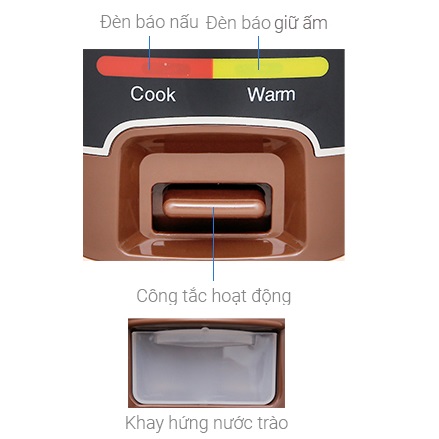 Đèn báo nấu Đèn báo giữ ấm
Cook Warm
Công tắc hoạt động
Khay hứng nước trào